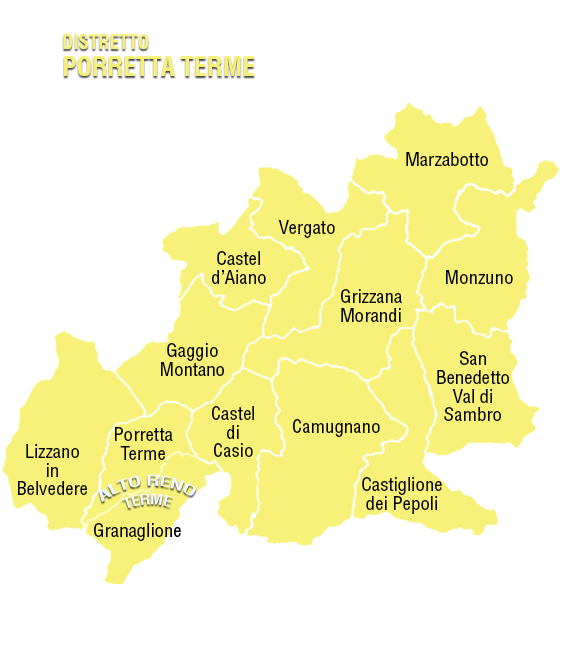 DISTRETTO
PORRETTA TERME
Marzabotto
Vergato
Castel
d'Aiano
Monzuno
Grizzana
Morandi
Gaggio
Montano
San
Benedetto
Val di
Sambro
Castel
di
Casio
Camugnano
Porretta
Terme
Lizzano
in
Belvedere
ALTO RENO
TERME
Castiglione
dei Pepoli
Granaglione